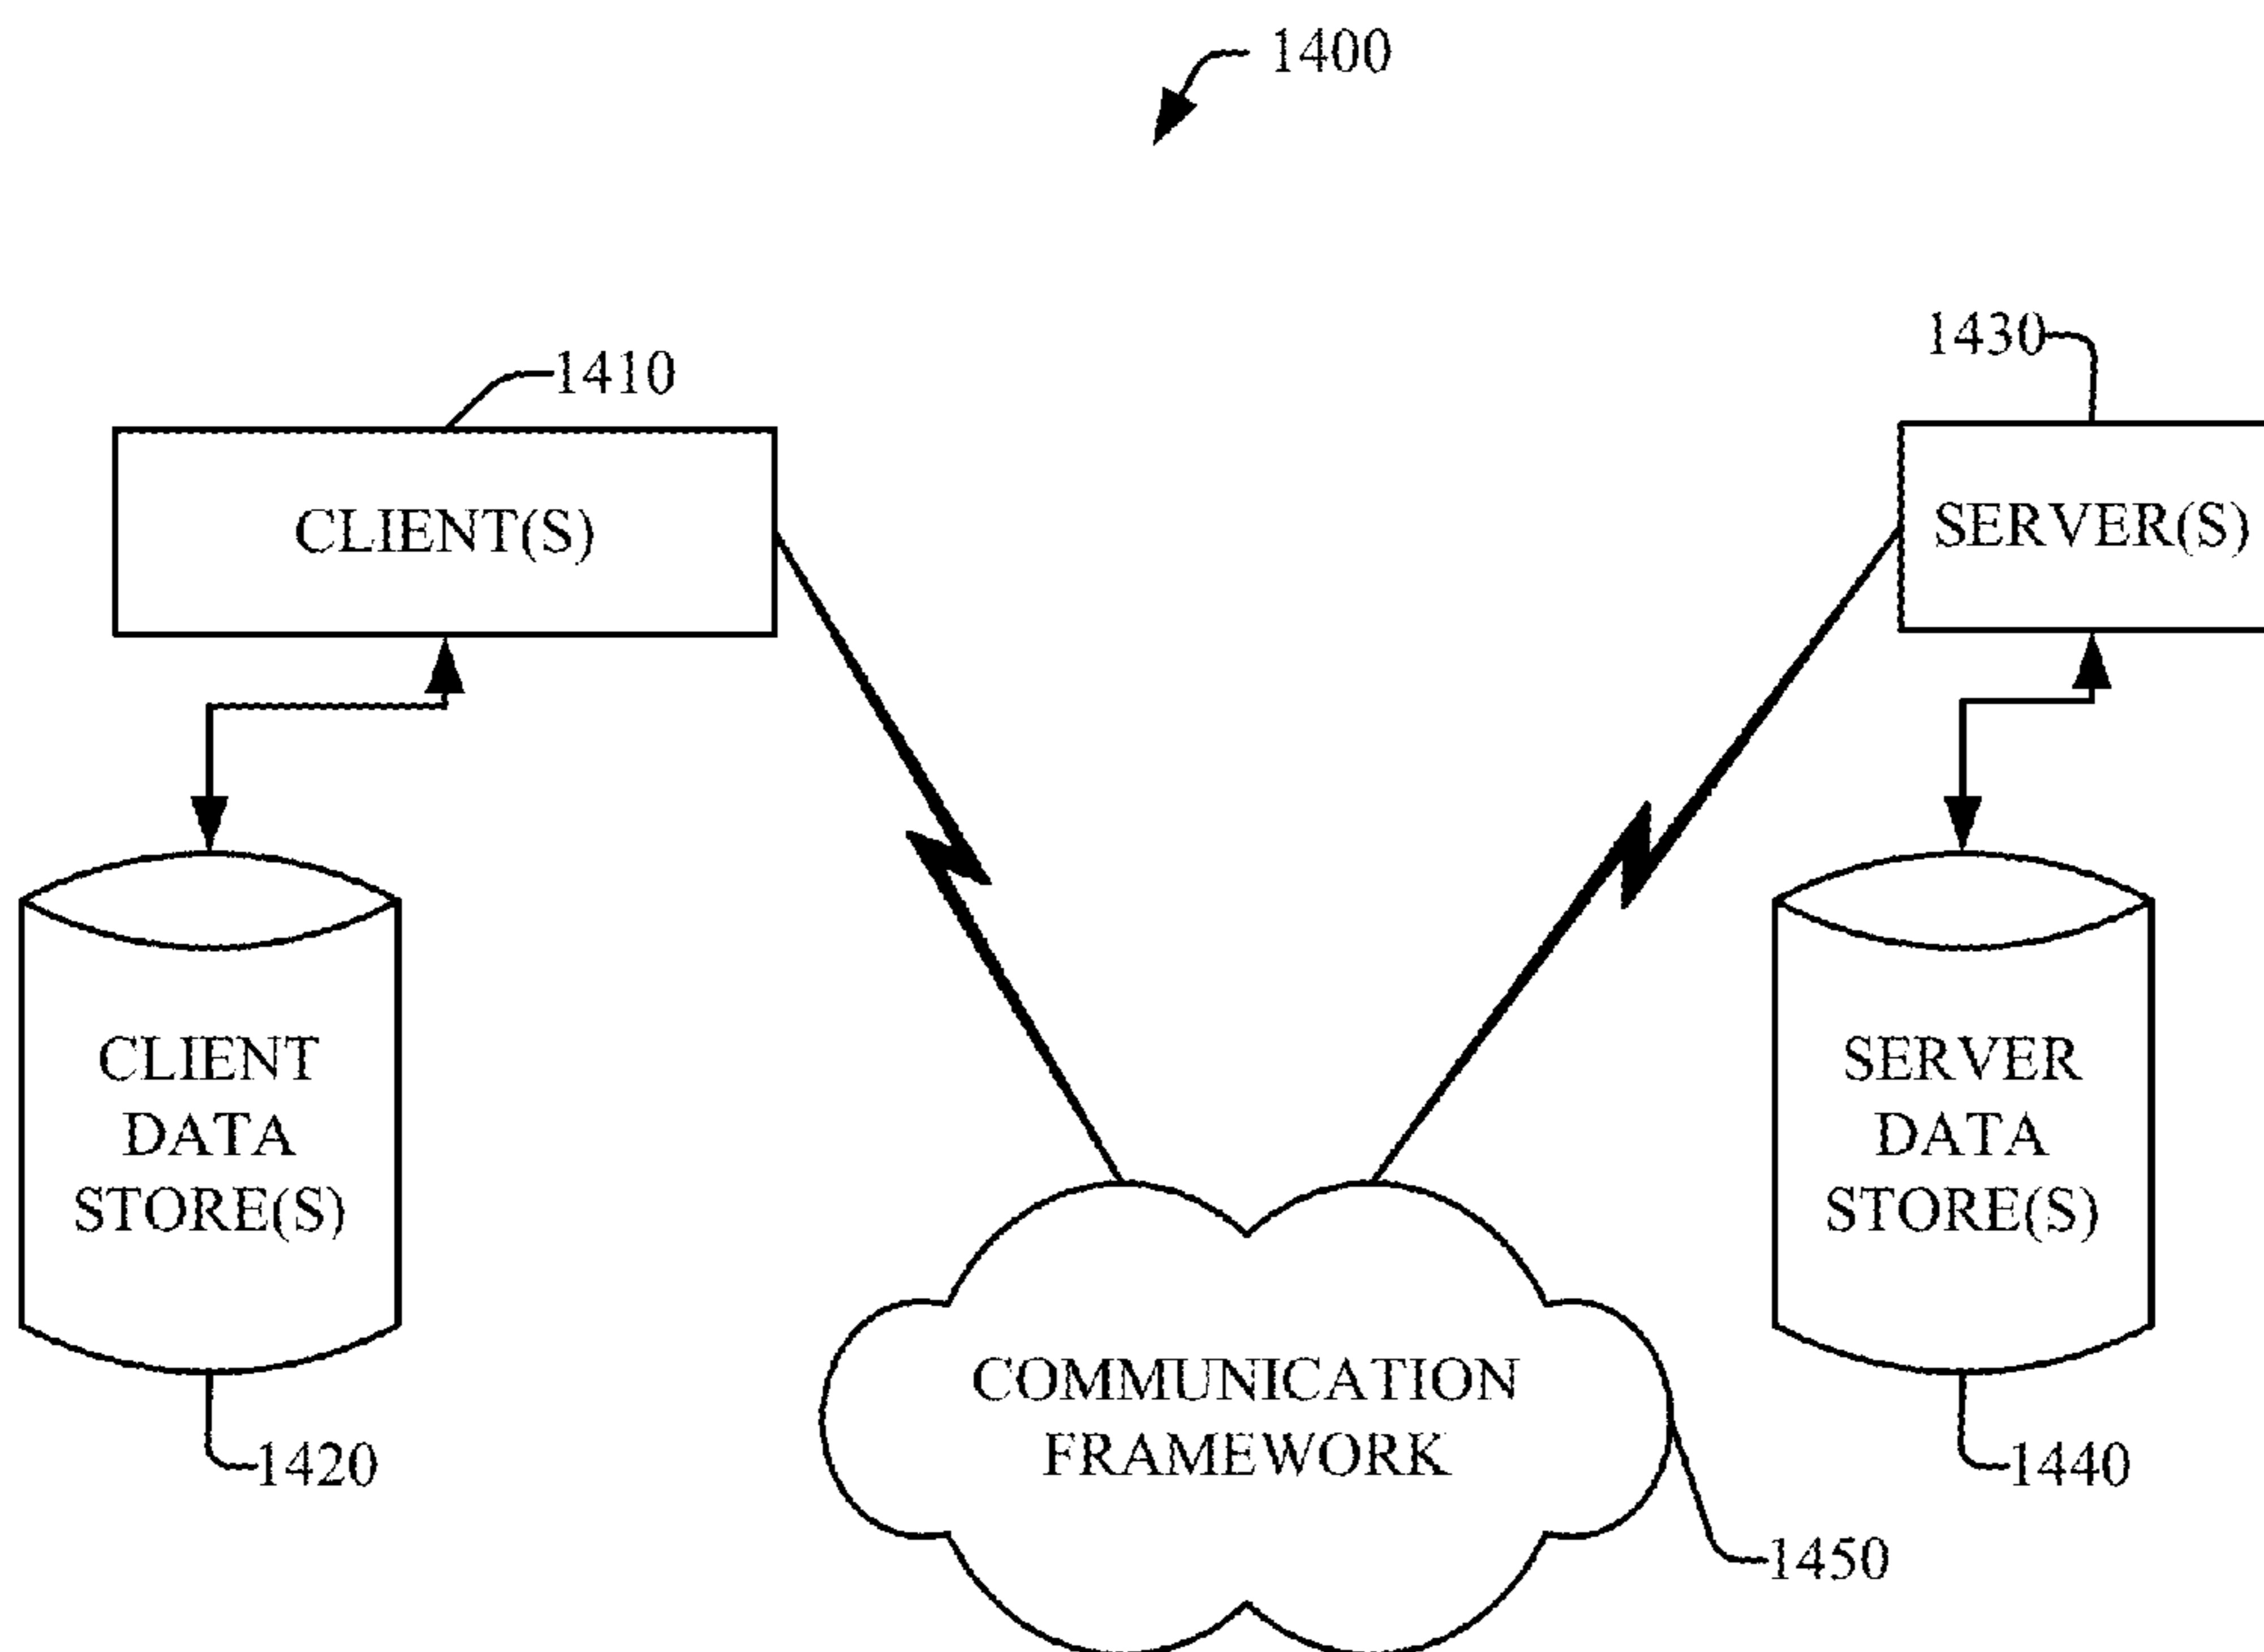 1400
1430
1410
CLIENT(S)
SERVER(S)
CLIENT
DATA
STORE(S)
SERVER
DATA
STORE(S)
COMMUNICATION
FRAMEWORK
1420
1440
1450